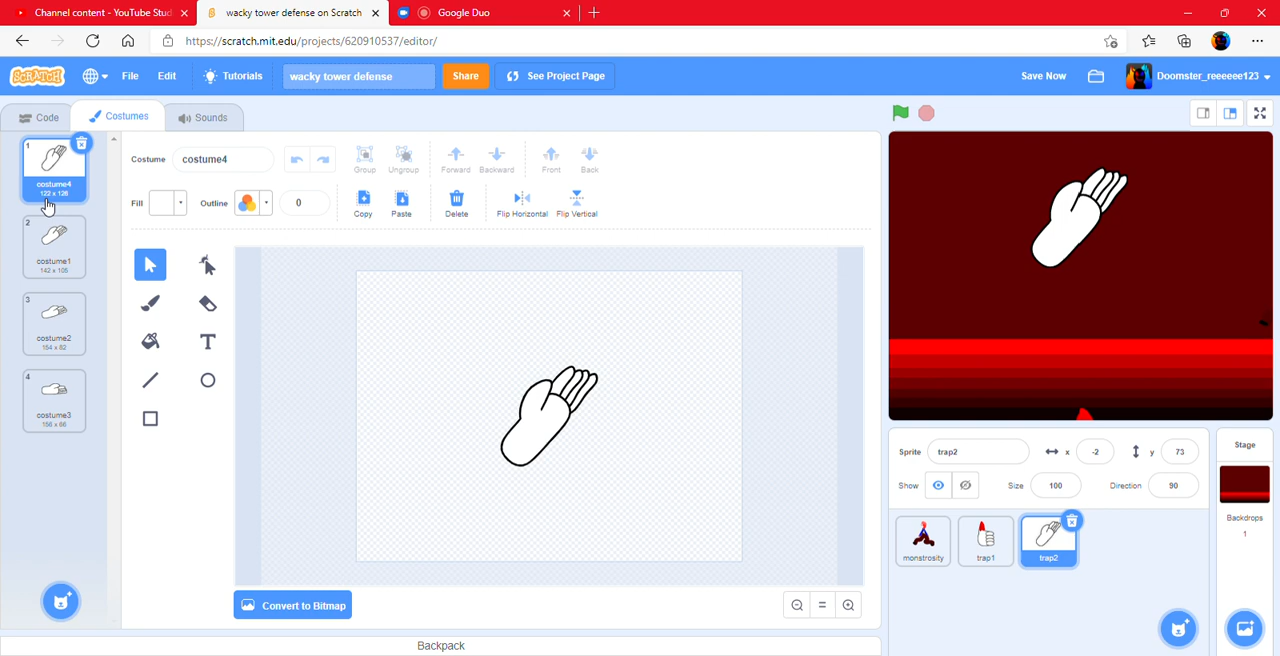 Channel content - YouTube Stud
wacky tower defense on Scratch
Google Duo
https://scratch.mit.edu/projects/620910537/editor/
SCRATCH
File
Edit
Tutorials
wacky tower defense
Share
See Project Page
Save Now
Doomster_reeeeee123
Code
Costumes
Sounds
1
costume4
122 x 126
2
costume1
142 x 105
3
costume2
154 x 82
4
costume3
156 x 66
Costume
costume4
Group
Ungroup
Forward
Backward
Front
Back
Fill
Outline
0
Copy
Paste
Delete
Flip Horizontal
Flip Vertical
T
Convert to Bitmap
Backpack
Sprite
trap2
x
-2
y
73
Show
Size
100
Direction
90
monstrosity
trap1
trap2
Stage
Backdrops
1